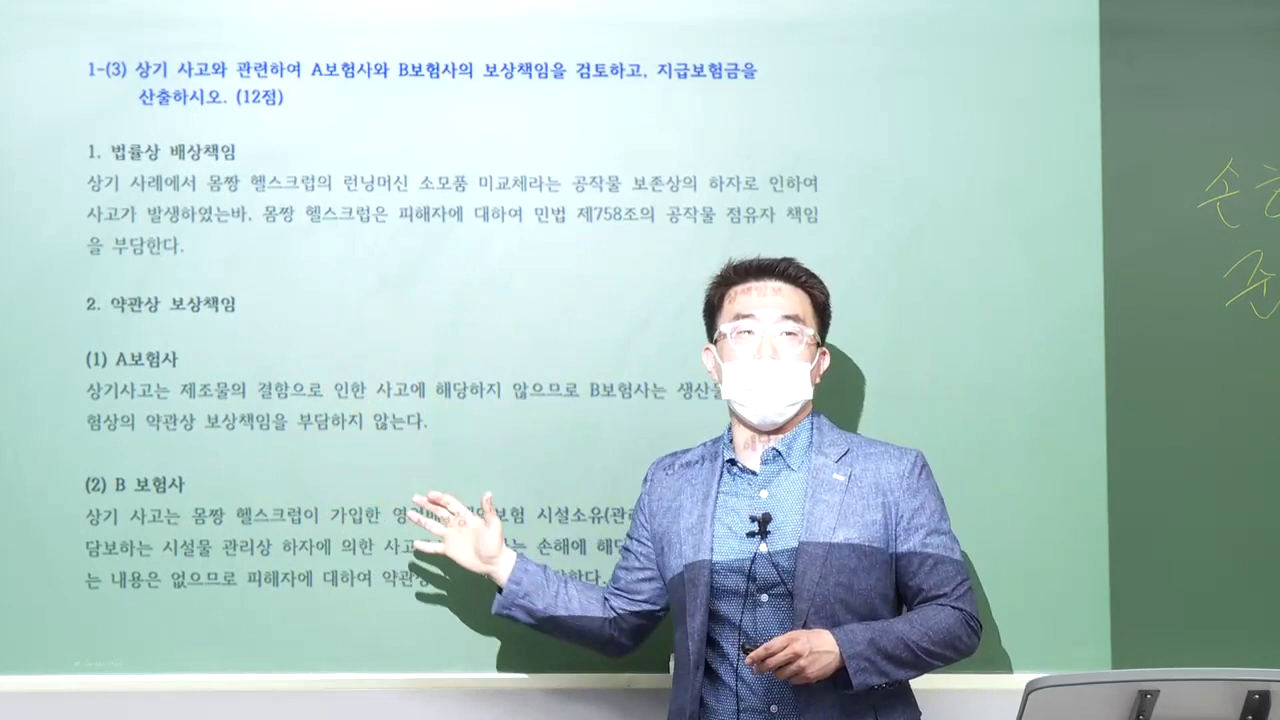 1-(3) 상기 사고와 관련하여 A보험사와 B보험사의 보상책임을 검토하고, 지급보험금을
산출하시오. (12점)
1. 법률상 배상책임
상기 사례에서 몸짱 헬스크럽의 런닝머신 소모품 미교체라는 공작물 보존상의 하자로 인하여
사고가 발생하였는바, 몸짱 헬스크럽은 피해자에 대하여 민법 제758조의 공작물 점유자 책임
을 부담한다.
2. 약관상 보상책임
(1) A보험사
상기사고는 제조물의 결함으로 인한 사고에 해당하지 않으므로 B보험사는
험상의 약관상 보상책임을 부담하지 않는다.
(2) B 보험사
상기 사고는 몸짱 헬스크럽이 가입한 시설소유(관리
담보하는 시설물 관리상 하자에 의한 손해에
는 내용은 없으므로 피해자에 대하여
손
준